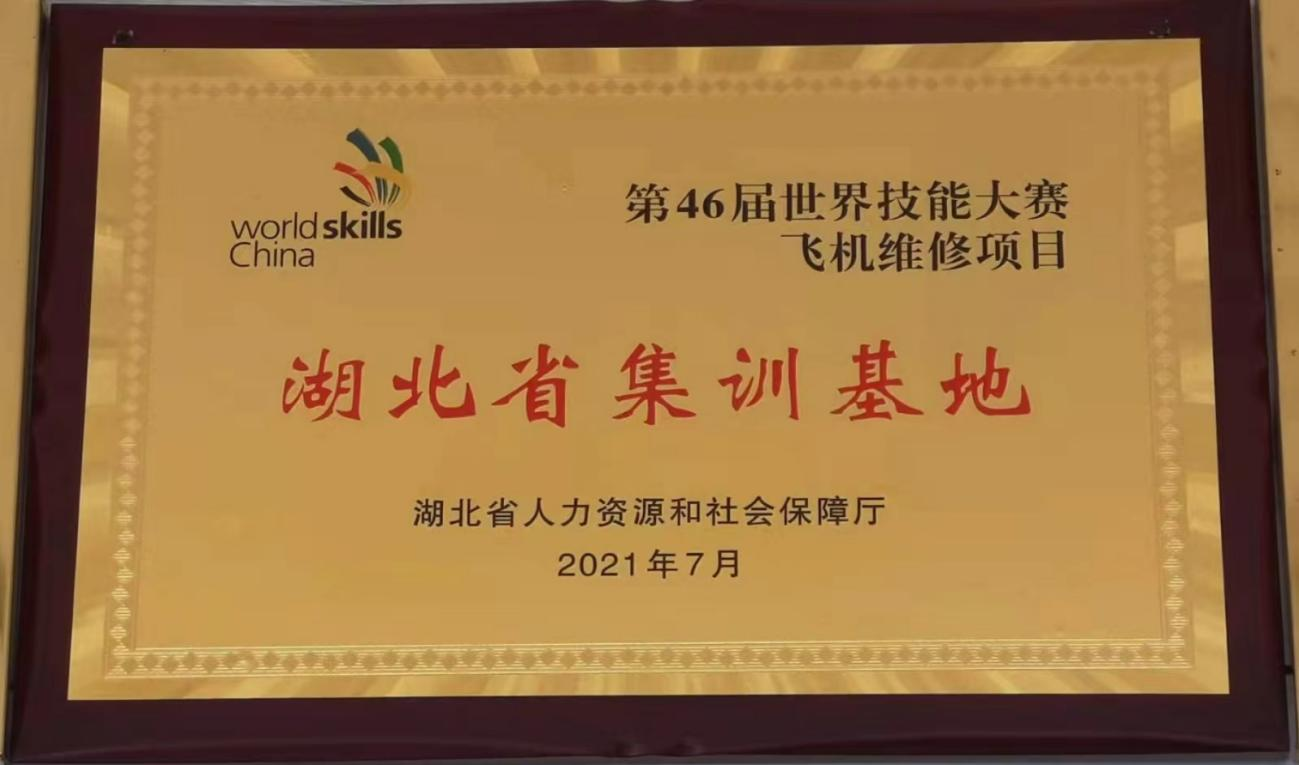 worldskills
China
第46届世界技能大赛
飞机维修项目
湖北省集训基地
湖北省人力资源和社会保障厅
2021年7月